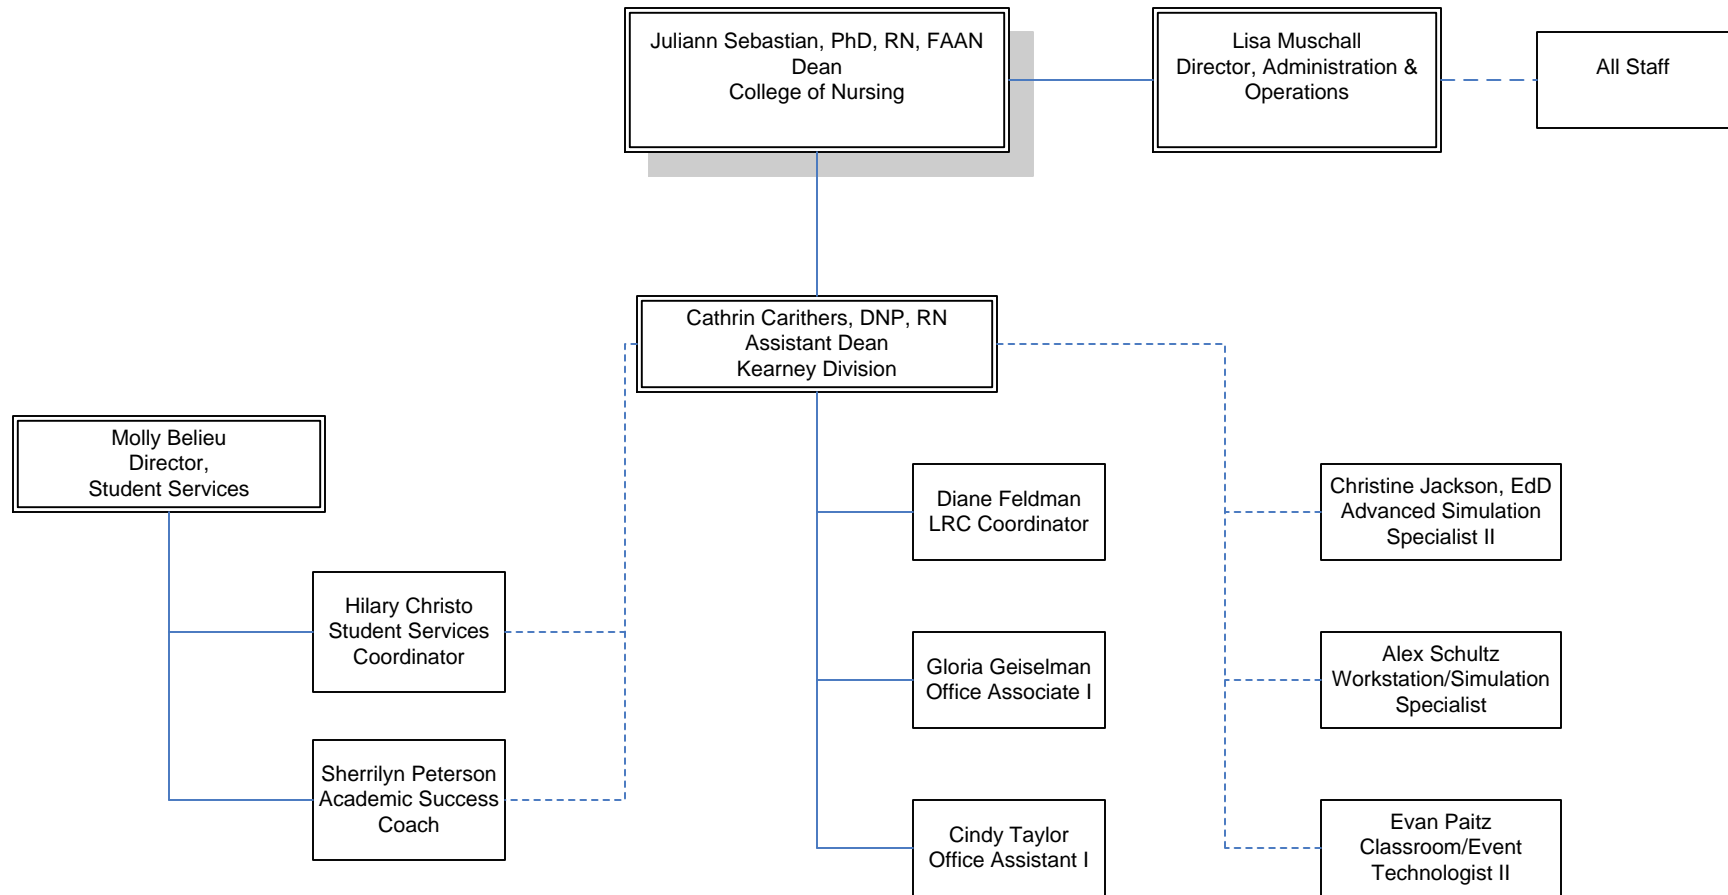 Juliann Sebastian, PhD, RN, FAAN
Dean
College of Nursing
Lisa Muschall
Director, Administration &
Operations
All Staff
Cathrin Carithers, DNP, RN
Assistant Dean
Kearney Division
Molly Belieu
Director,
Student Services
Hilary Christo
Student Services
Coordinator
Sherrilyn Peterson
Academic Success
Coach
Diane Feldman
LRC Coordinator
Gloria Geiselman
Office Associate I
Cindy Taylor
Office Assistant I
Christine Jackson, EdD
Advanced Simulation
Specialist II
Alex Schultz
Workstation/Simulation
Specialist
Evan Paitz
Classroom/Event
Technologist II